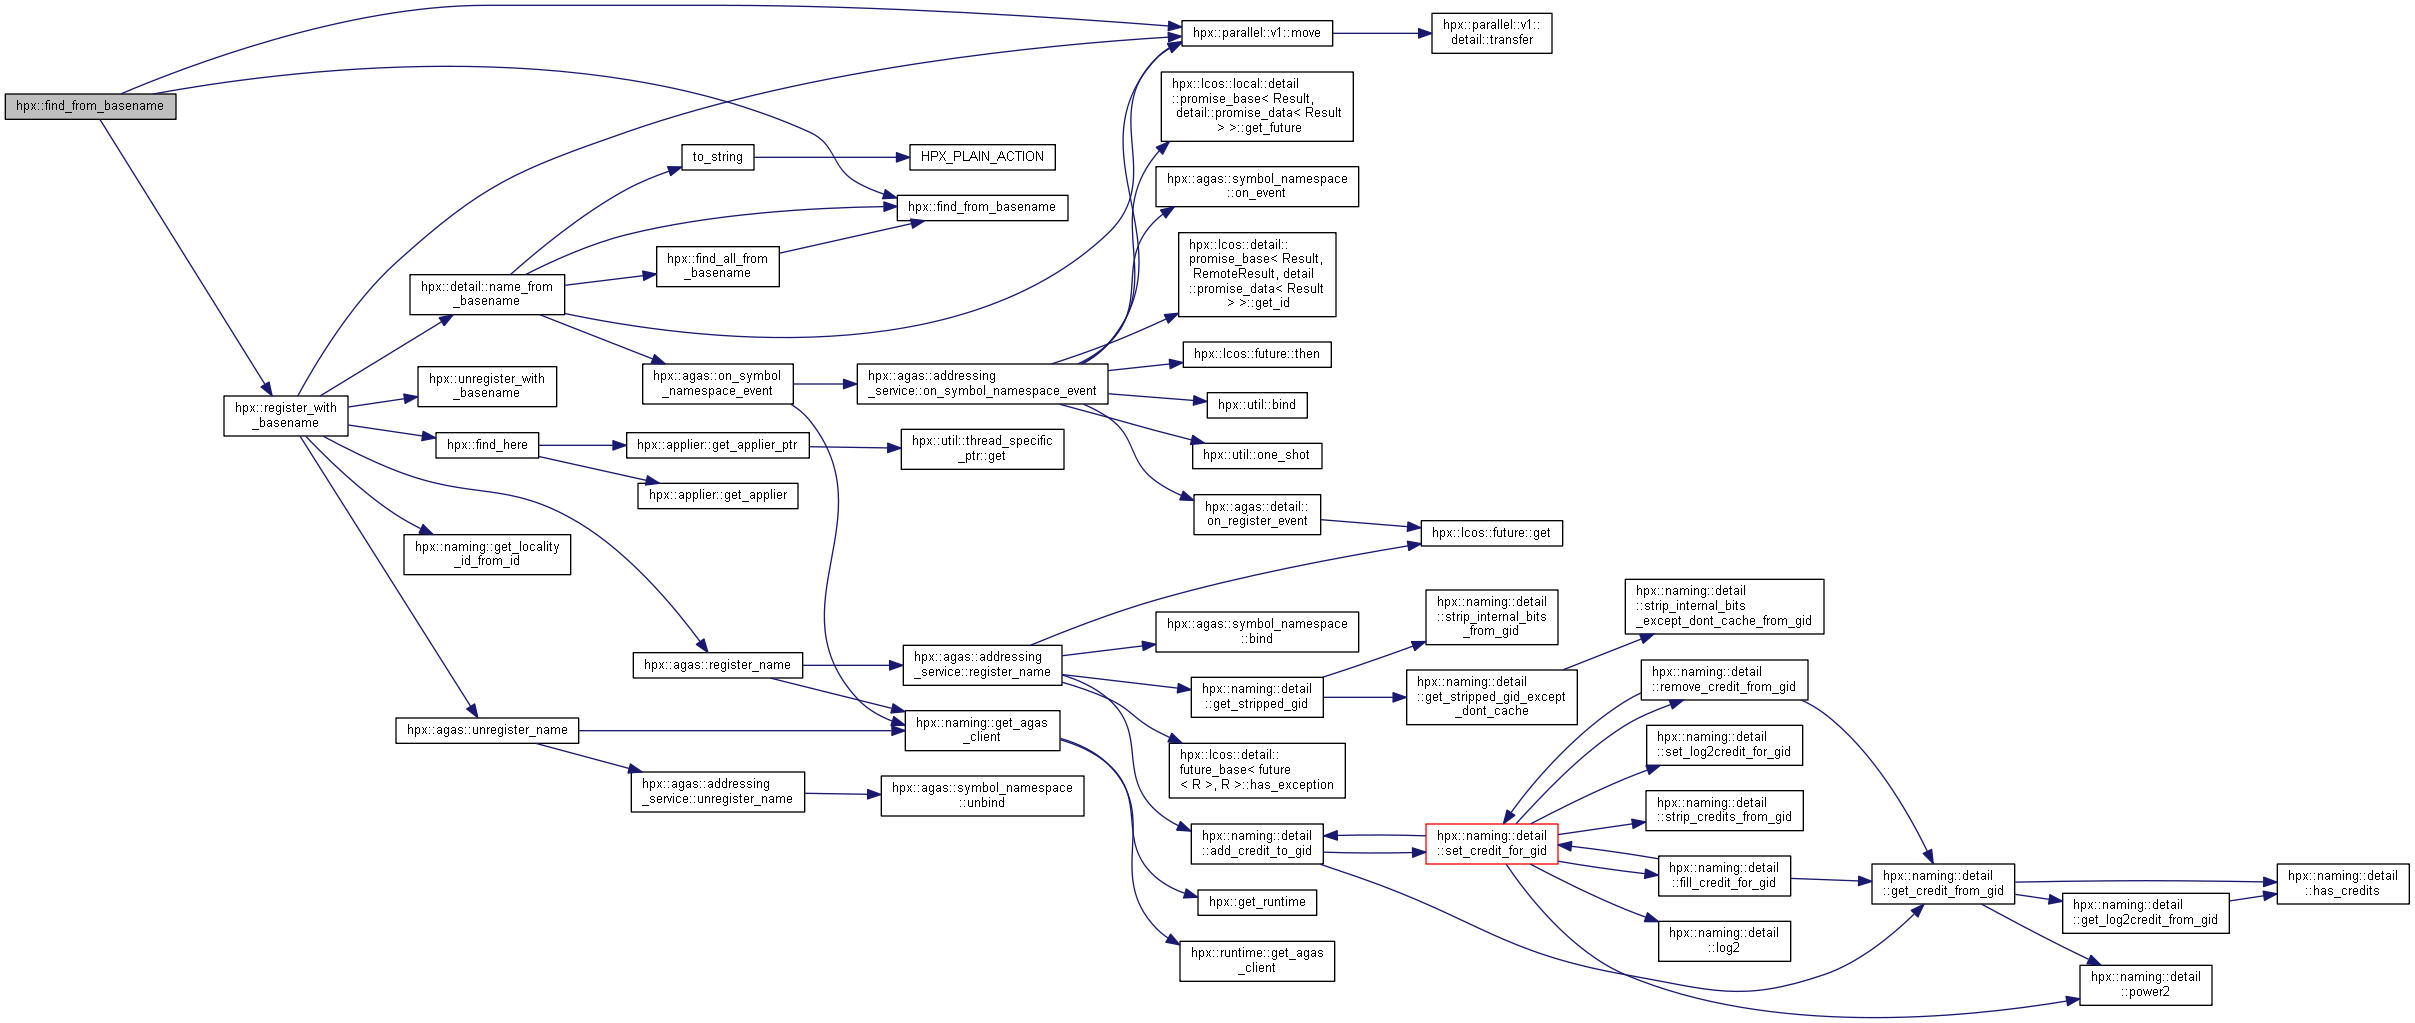 hpx::find_from_basename
hpx::register_with
_basename
hpx::detail::name_from
_basename
hpx::unregister_with
_basename
hpx::find_here
hpx::naming::get_locality
_id_from_id
hpx::agas::unregister_name
to_string
hpx::find_all_from
_basename
hpx::agas::on_symbol
_namespace_event
hpx::applier::get_applier_ptr
hpx::applier::get_applier
hpx::agas::register_name
hpx::agas::addressing
_service::unregister_name
HPX_PLAIN_ACTION
hpx::find_from_basename
hpx::agas::addressing
_service::on_symbol_namespace_event
hpx::util::thread_specific
_ptr::get
hpx::agas::addressing
_service::register_name
hpx::naming::get_agas
_client
hpx::agas::symbol_namespace
::unbind
hpx::parallel::v1::move
hpx::lcos::local::detail
::promise_base< Result,
detail::promise_data< Result
> >::get_future
hpx::agas::symbol_namespace
::on_event
hpx::lcos::detail::
promise_base< Result,
RemoteResult, detail
::promise_data< Result
> >::get_id
hpx::lcos::future::then
hpx::util::bind
hpx::util::one_shot
hpx::agas::detail::
on_register_event
hpx::agas::symbol_namespace
::bind
hpx::naming::detail
::get_stripped_gid
hpx::lcos::detail::
future_base< future
< R >, R >::has_exception
hpx::naming::detail
::add_credit_to_gid
hpx::get_runtime
hpx::runtime::get_agas
_client
hpx::parallel::v1::
detail::transfer
hpx::lcos::future::get
hpx::naming::detail
::strip_internal_bits
_from_gid
hpx::naming::detail
::get_stripped_gid_except
_dont_cache
hpx::naming::detail
::set_credit_for_gid
hpx::naming::detail
::strip_internal_bits
_except_dont_cache_from_gid
hpx::naming::detail
::remove_credit_from_gid
hpx::naming::detail
::set_log2credit_for_gid
hpx::naming::detail
::strip_credits_from_gid
hpx::naming::detail
::fill_credit_for_gid
hpx::naming::detail
::log2
hpx::naming::detail
::get_credit_from_gid
hpx::naming::detail
::get_log2credit_from_gid
hpx::naming::detail
::power2
hpx::naming::detail
::has_credits